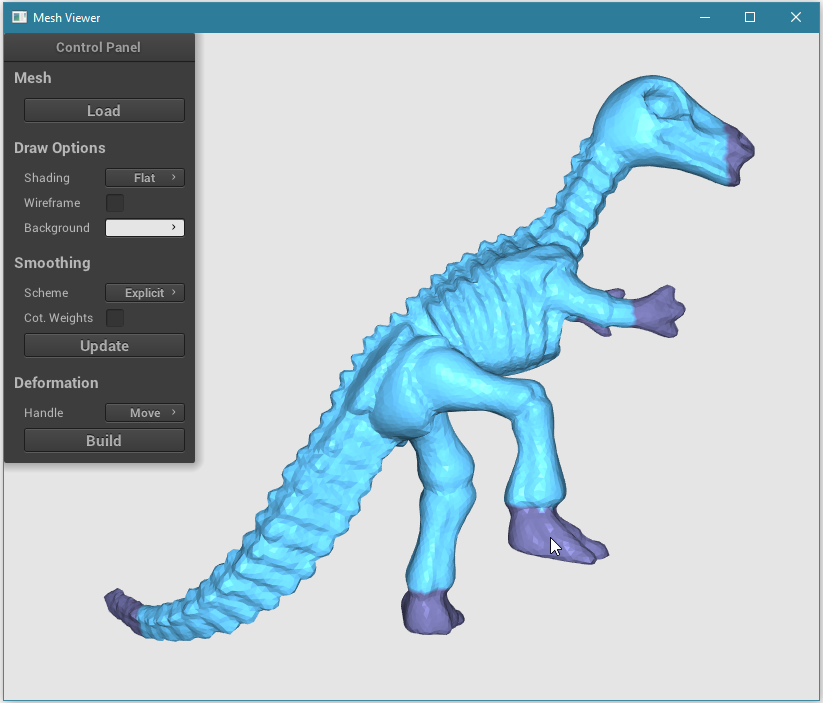 Mesh Viewer
Control Panel
Mesh
Load
Draw Options
Shading Flat
Wireframe
Background
Smoothing
Scheme Explicit
Cot. Weights
Update
Deformation
Handle Move
Build